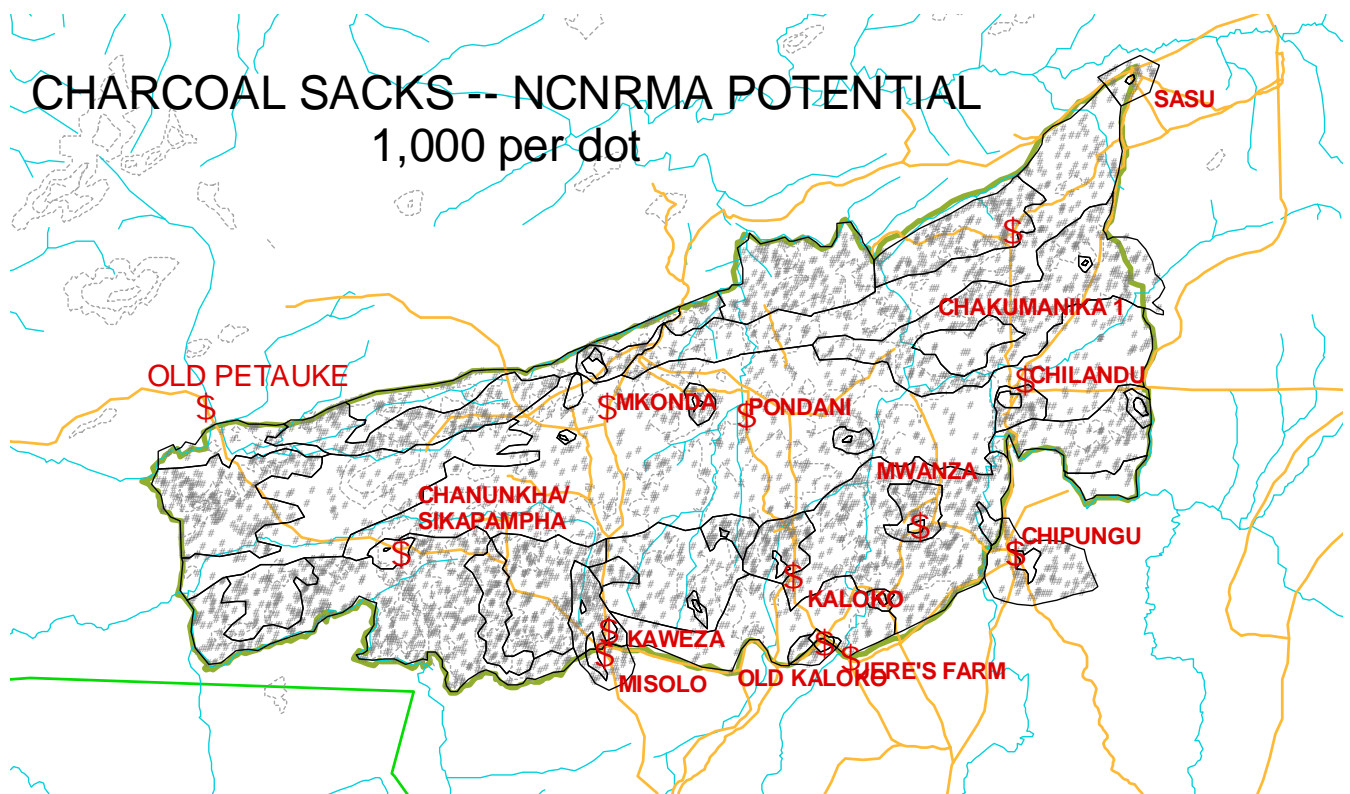 CHARCOAL SACKS -- NCNRMA POTENTIAL
1,000 per dot
SASU
$
CHAKUMANIKA 1
OLD PETAUKE
$
$CHILANDU
$MKONDA
$PONDANI
MWANZA
CHANUNKHA/
SIKAPAMPHA
$
$
$CHIPUNGU
$
KALOKO
$
KAWEZA
$
MISOLO
$
OLD KALOKO
$
JERE'S FARM